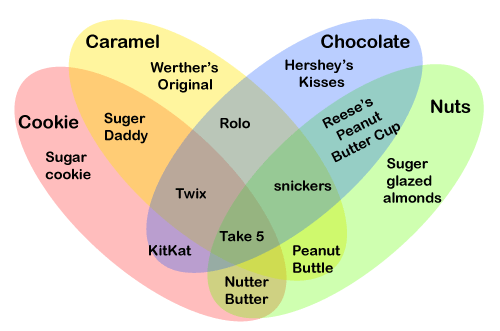 Caramel
Chocolate
Werther's
Original
Hershey's
Kisses
Cookie
Nuts
Suger
Daddy
Rolo
Reese's
Peanut
Butter Cup
Sugar
cookie
Suger
glazed
almonds
Twix
snickers
Take 5
KitKat
Peanut
Buttle
Nutter
Butter